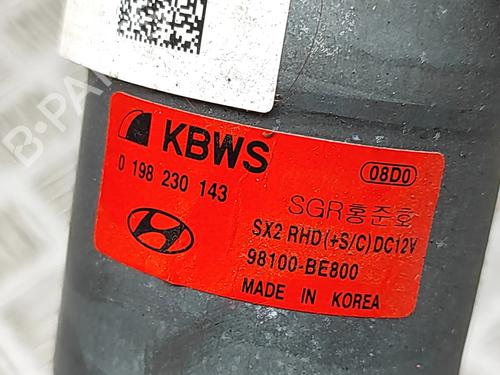 KBWS
08D0
0 198 230 143
SGR홍준호
SX2 RHD(+S/C)DC12V
98100-BE800
MADE IN KOREA
B-PARTS